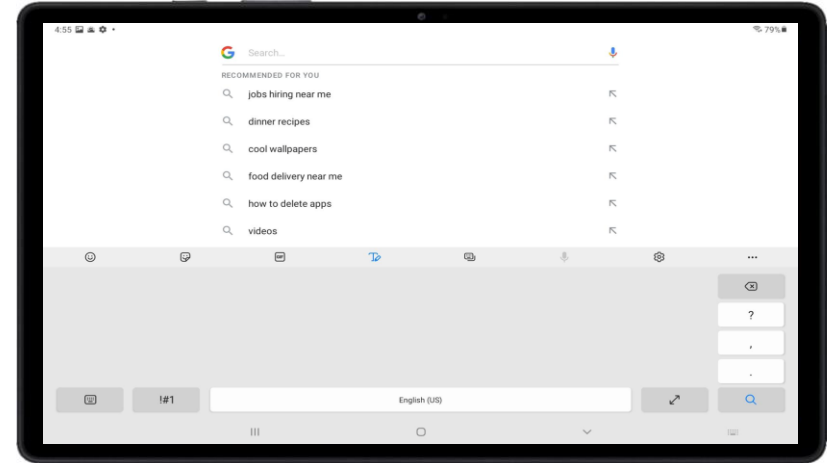 4:55
79%
Search...
RECOMMENDED FOR YOU
jobs hiring near me
dinner recipes
cool wallpapers
food delivery near me
how to delete apps
videos
GIF
?
,
.
!#1
English (US)